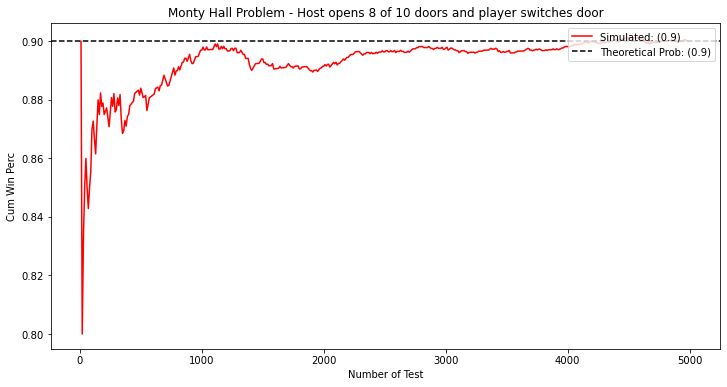 Monty Hall Problem - Host opens 8 of 10 doors and player switches door
Cum Win Perc
0.90
0.88
0.86
0.84
0.82
0.80
Simulated: (0.9)
Theoretical Prob: (0.9)
0 1000 2000 3000 4000 5000
Number of Test